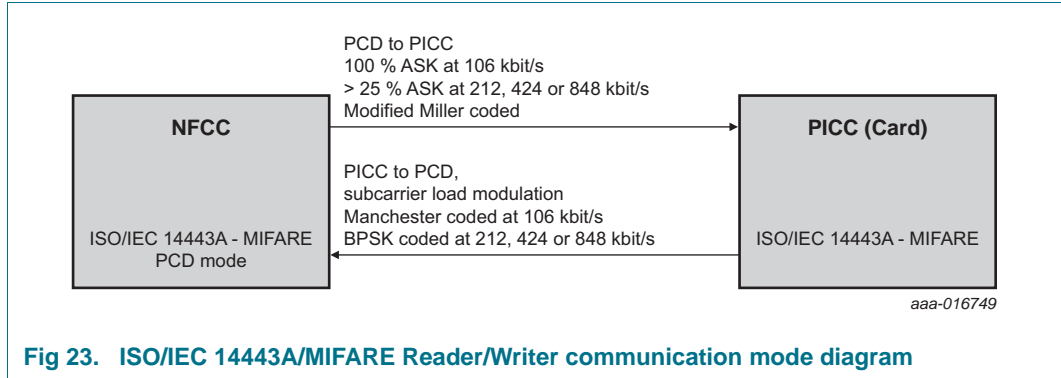 PCD to PICC
100 % ASK at 106 kbit/s
> 25 % ASK at 212, 424 or 848 kbit/s
Modified Miller coded
NFCC
PICC (Card)
PICC to PCD,
subcarrier load modulation
Manchester coded at 106 kbit/s
BPSK coded at 212, 424 or 848 kbit/s
ISO/IEC 14443A - MIFARE
PCD mode
ISO/IEC 14443A - MIFARE
aaa-016749
Fig 23. ISO/IEC 14443A/MIFARE Reader/Writer communication mode diagram